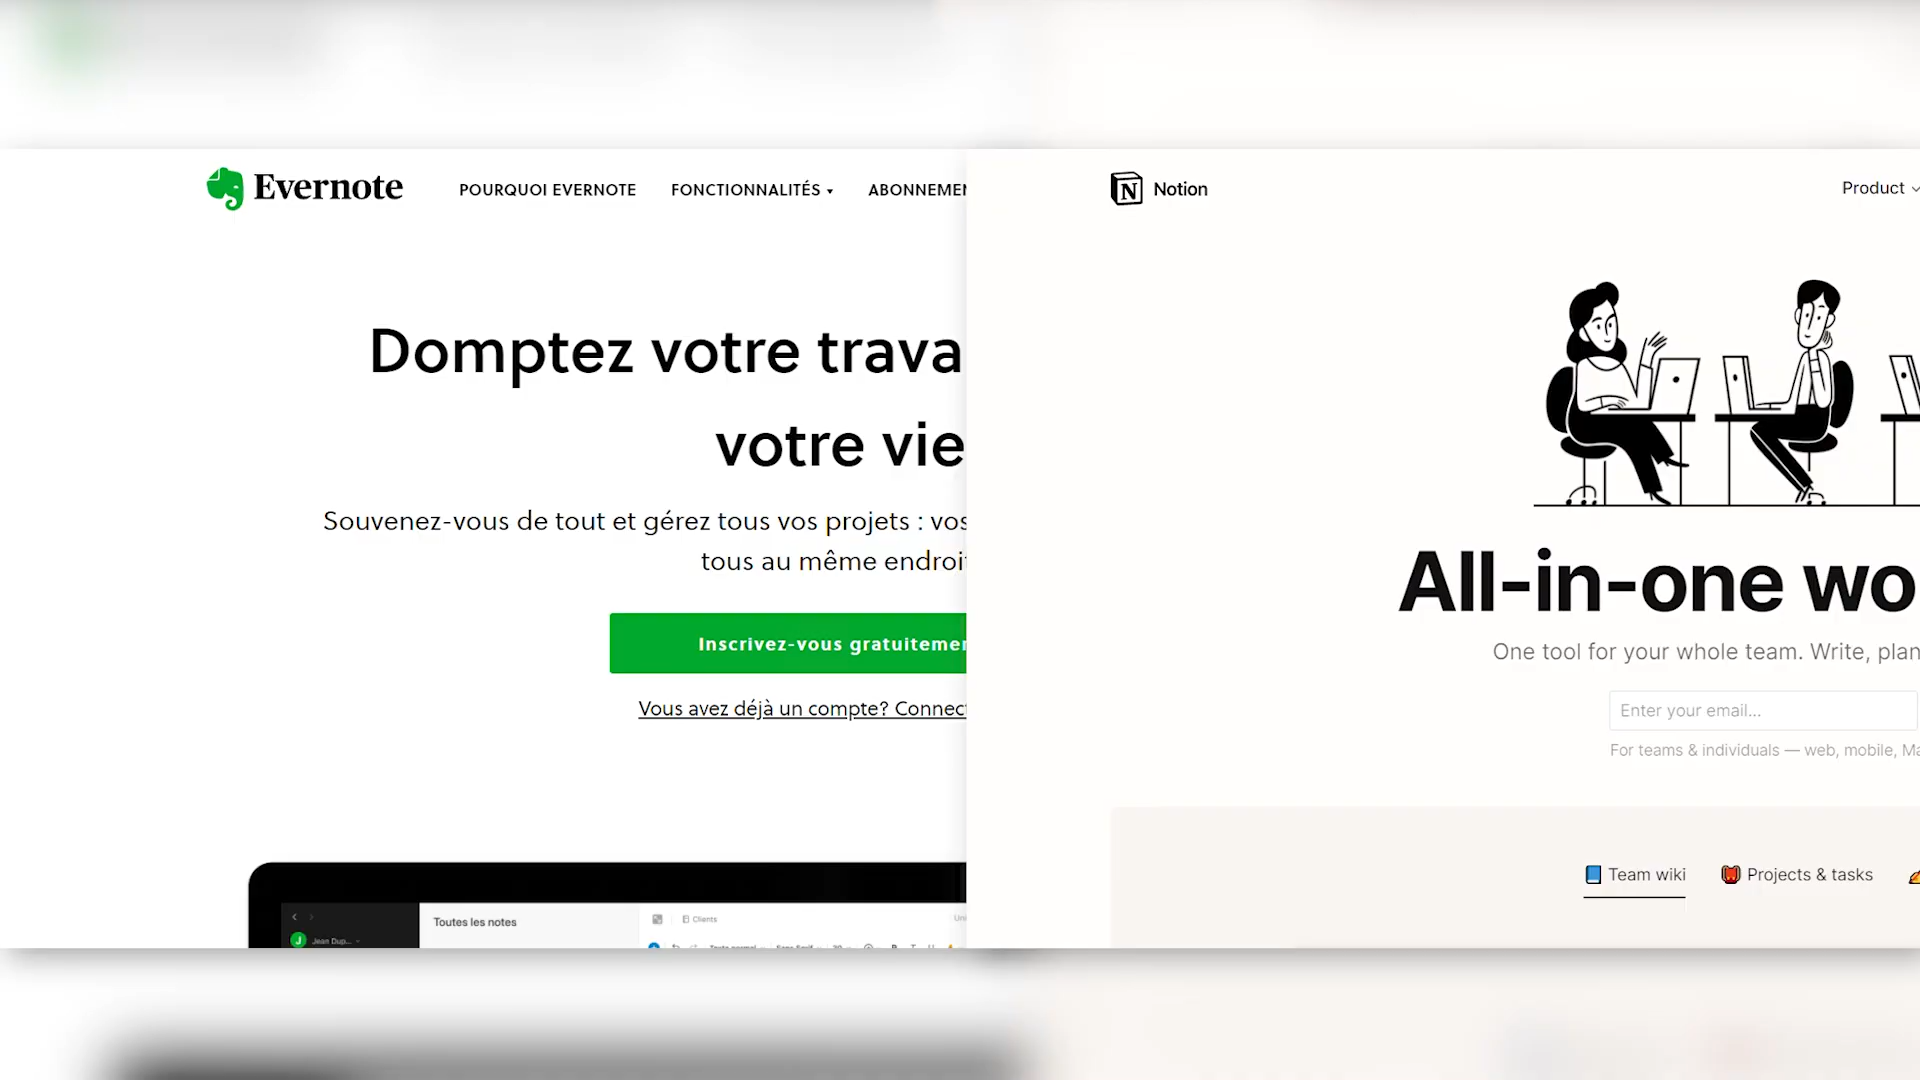 Evernote
POURQUOI EVERNOTE
FONCTIONNALITÉS
ABONNEMEN
Domptez votre trava
votre vie
Souvenez-vous de tout et gérez tous vos projets : vos
tous au même endroit
Inscrivez-vous gratuitemen
Vous avez déjà un compte? Connect
Toutes les notes
Clients
J
Jean Dup...
N
Notion
Product
All-in-one wo
One tool for your whole team. Write, plan
Enter your email...
For teams & individuals — web, mobile, Ma
Team wiki
Projects & tasks